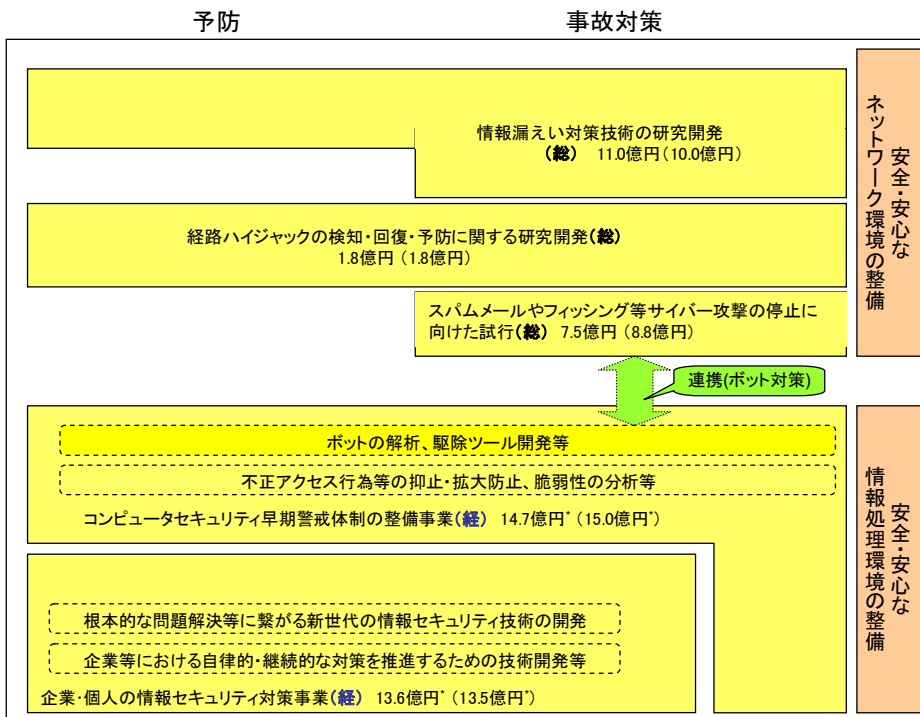 予防
事故対策
情報漏えい対策技術の研究開発
(総) 11.0億円(10.0億円)
経路ハイジャックの検知・回復・予防に関する研究開発(総)
1.8億円 (1.8億円)
スパムメールやフィッシング等サイバー攻撃の停止に
向けた試行(総) 7.5億円 (8.8億円)
安全・安心な
ネットワーク環境の整備
連携(ボット対策)
ボットの解析、駆除ツール開発等
不正アクセス行為等の抑止・拡大防止、脆弱性の分析等
コンピュータセキュリティ早期警戒体制の整備事業(経) 14.7億円* (15.0億円*)
根本的な問題解決等に繋がる新世代の情報セキュリティ技術の開発
企業等における自律的・継続的な対策を推進するための技術開発等
企業・個人の情報セキュリティ対策事業(経) 13.6億円* (13.5億円*)
安全・安心な
情報処理環境の整備